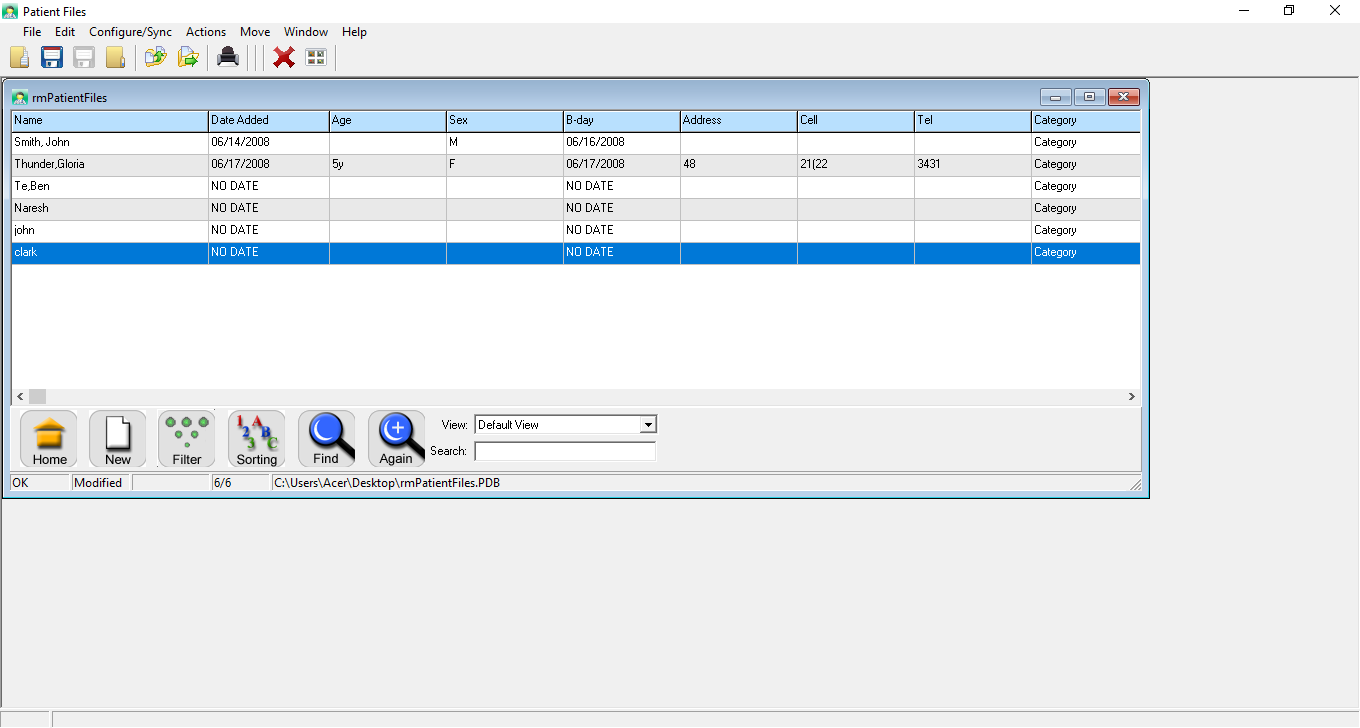 Patient Files
File Edit Configure/Sync Actions Move Window Help
rmPatientFiles
Name Date Added Age Sex B-day Address Cell Tel Category
Smith, John 06/14/2008 M 06/16/2008 Category
Thunder,Gloria 06/17/2008 5y F 06/17/2008 48 21(22 3431 Category
Te,Ben NO DATE NO DATE Category
Naresh NO DATE NO DATE Category
john NO DATE NO DATE Category
clark NO DATE NO DATE Category
Home New Filter 1 2 3 A B C Sorting Find Again
View: Default View
Search:
OK Modified 6/6 C:\Users\Acer\Desktop\rmPatientFiles.PDB